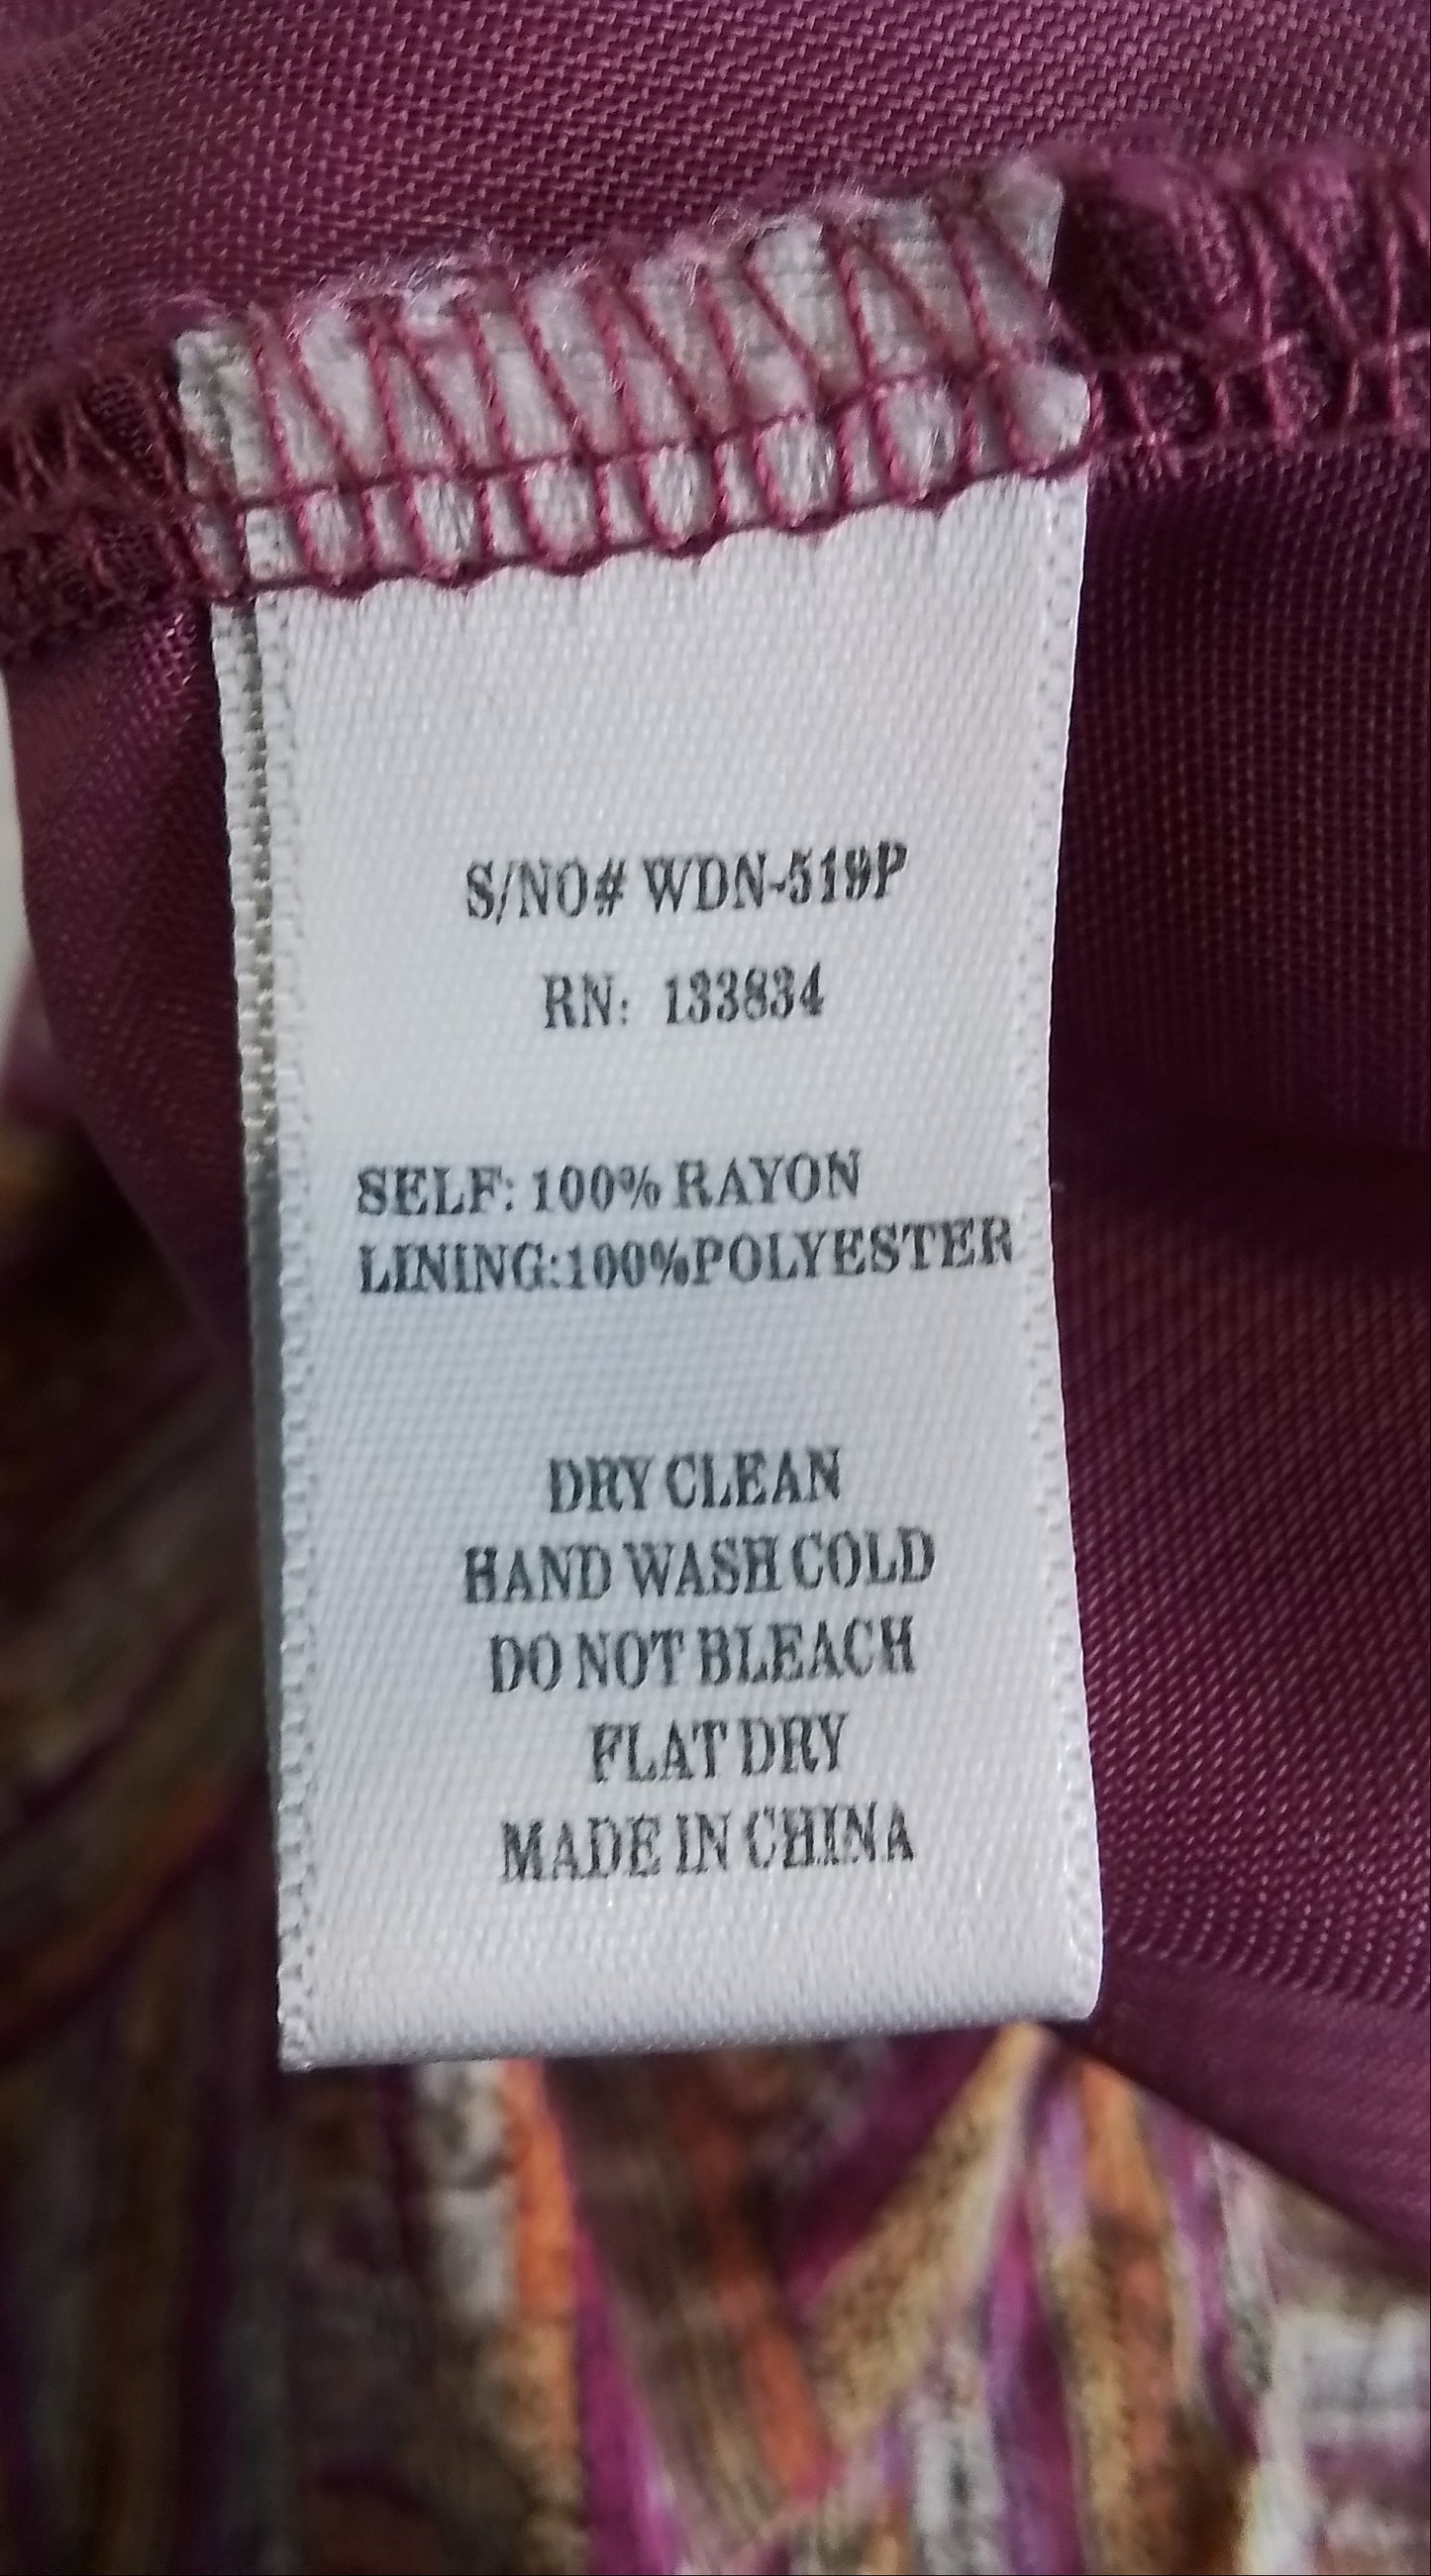 S/NO# WDN-519P
RN: 133834
SELF: 100% RAYON
LINING:100%POLYESTER
DRY CLEAN
HAND WASH COLD
DO NOT BLEACH
FLAT DRY
MADE IN CHINA